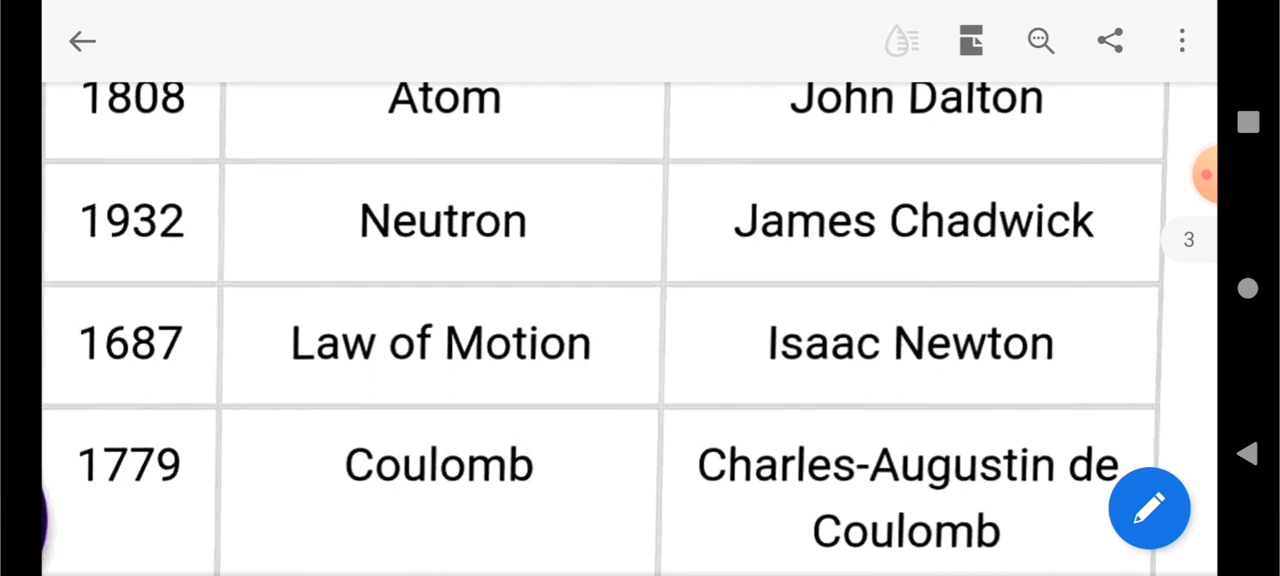 1808 Atom John Dalton
1932 Neutron James Chadwick
3
1687 Law of Motion Isaac Newton
1779 Coulomb Charles-Augustin de
Coulomb